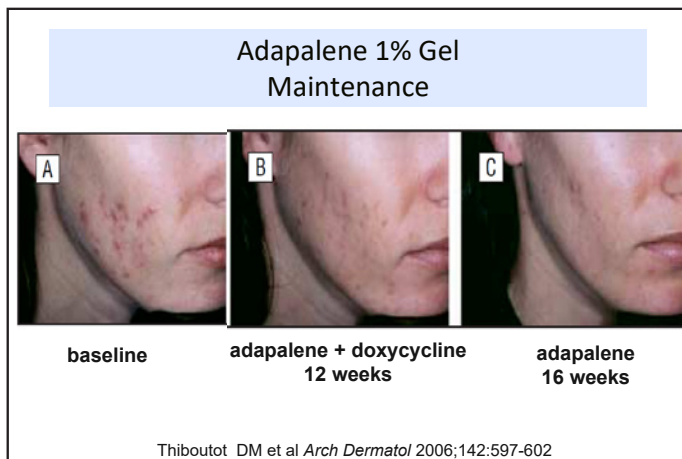 Adapalene 1% Gel
Maintenance
A
B
C
baseline
adapalene + doxycycline
12 weeks
adapalene
16 weeks
Thiboutot DM et al Arch Dermatol 2006;142:597-602